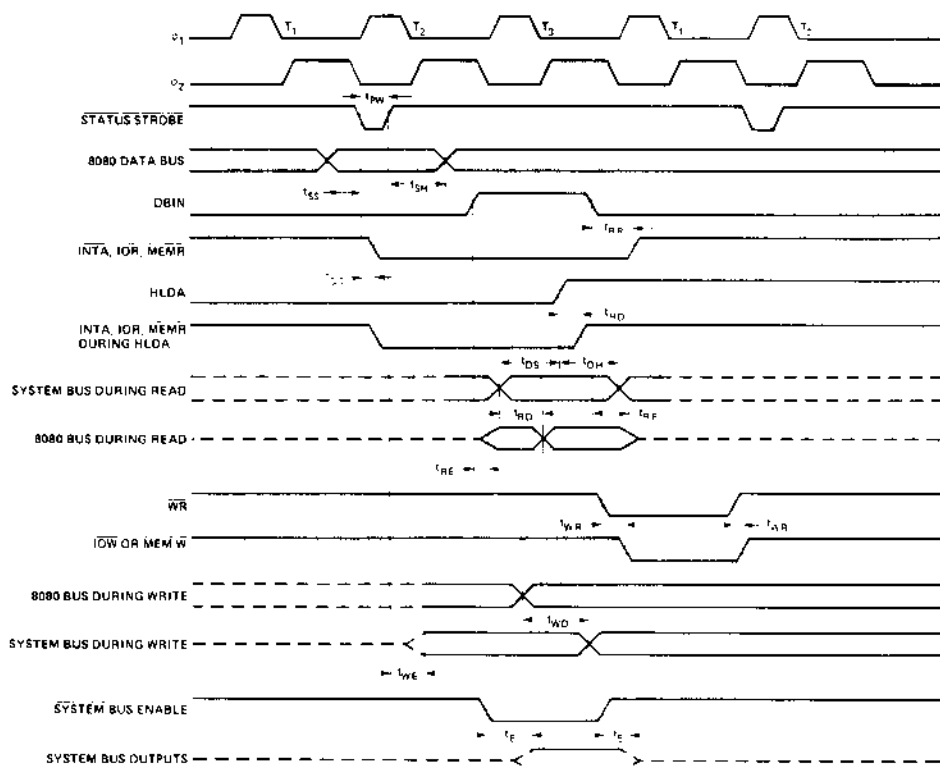 φ1 T1 T2 T3 T1 T2
φ2
tPW
STATUS STROBE
8080 DATA BUS
tSS tSH
DBIN
tRR
INTA, IOR, MEMR
HLDA
tHD
INTA, IOR, MEMR
DURING HLDA
tDS tDH
SYSTEM BUS DURING READ
tRD tRE
8080 BUS DURING READ
tRE
WR
tWR tWR
IOW OR MEM W
8080 BUS DURING WRITE
tWD
SYSTEM BUS DURING WRITE
tWE
SYSTEM BUS ENABLE
tE tE
SYSTEM BUS OUTPUTS